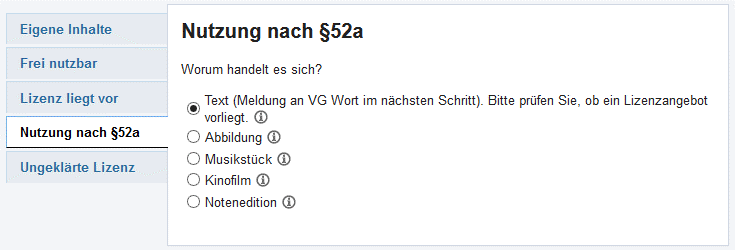 Eigene Inhalte
Frei nutzbar
Lizenz liegt vor
Nutzung nach §52a
Ungeklärte Lizenz
Nutzung nach §52a
Worum handelt es sich?
Text (Meldung an VG Wort im nächsten Schritt). Bitte prüfen Sie, ob ein Lizenzangebot
vorliegt.
Abbildung
Musikstück
Kinofilm
Notenedition